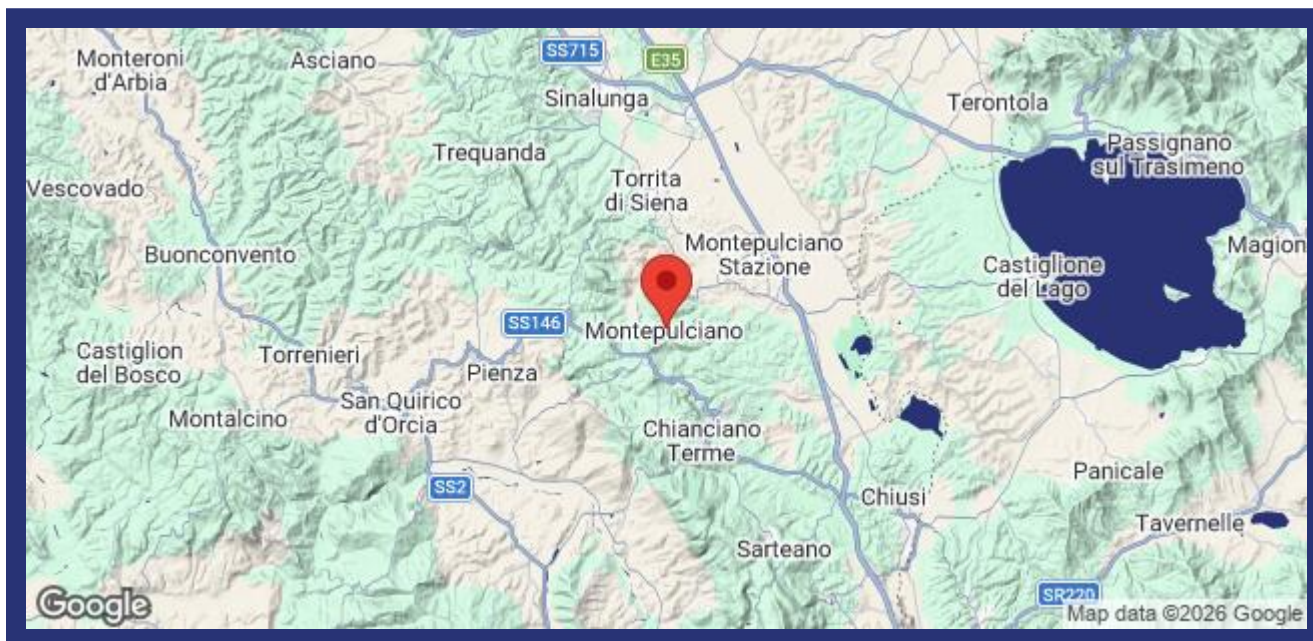 Monteroni
d'Arbia
Asciano
SS715
E35
Sinalunga
Terontola
Passignano
sul Trasimeno
Trequanda
Vescovado
Torrita
di Siena
Buonconvento
Montepulciano
Stazione
Magion
Castiglione
del Lago
SS146
Montepulciano
Castiglion
del Bosco
Torrenieri
Pienza
Montalcino
San Quirico
d'Orcia
Chianciano
Terme
Panicale
SS2
Chiusi
Tavernelle
Sarteano
SR220
Google
Map data ©2026 Google